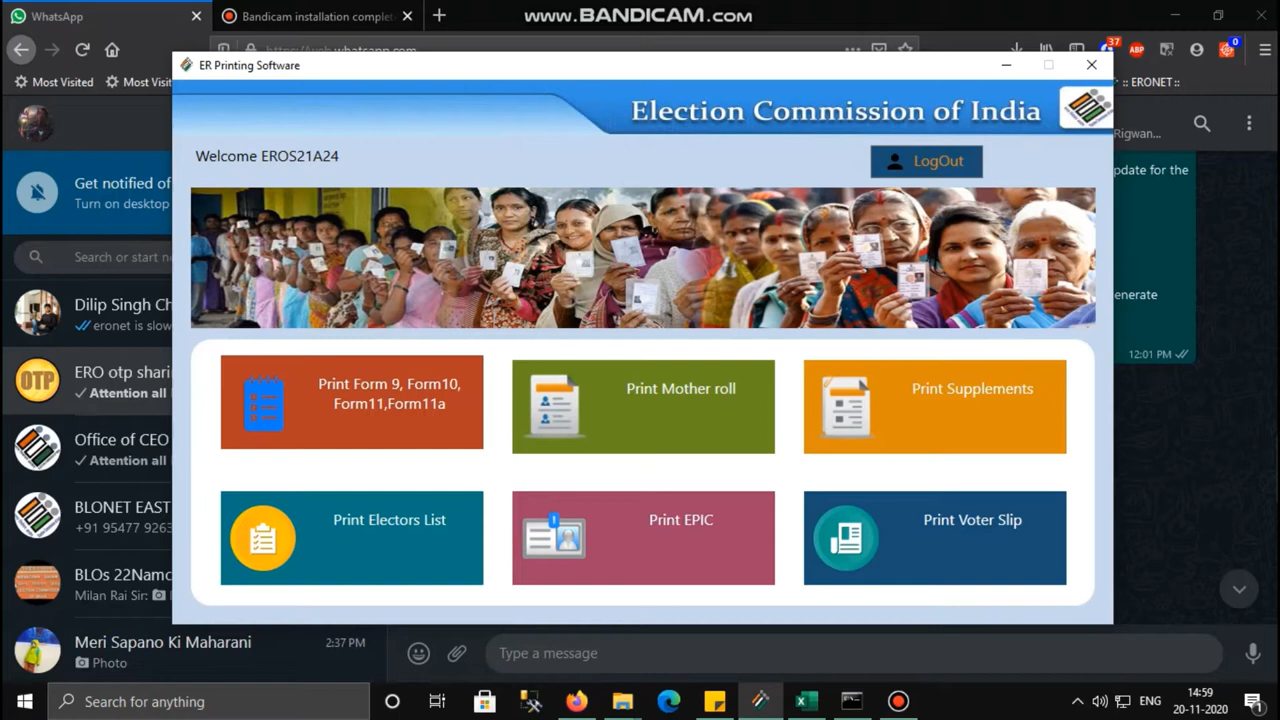 WhatsApp
Bandicam installation complet
www.BANDICAM.com
37
ABP
0
Most Visited
Most Visit
:: ERONET ::
ER Printing Software
Election Commission of India
Welcome EROS21A24
LogOut
Rigwan...
Get notified of
Turn on desktop
pdate for the
Search or start n
Dilip Singh Ch
eronet is slow
enerate
12:01 PM
OTP
ERO otp shari
Attention all
Office of CEO
Attention all
BLONET EAST
+91 95477 9263
BLOs 22Namc
Milan Rai Sir:
Meri Sapano Ki Maharani
2:37 PM
Photo
Print Form 9, Form10,
Form11,Form11a
Print Mother roll
Print Supplements
Print Electors List
Print EPIC
Print Voter Slip
Type a message
Search for anything
ENG
14:59
20-11-2020
1